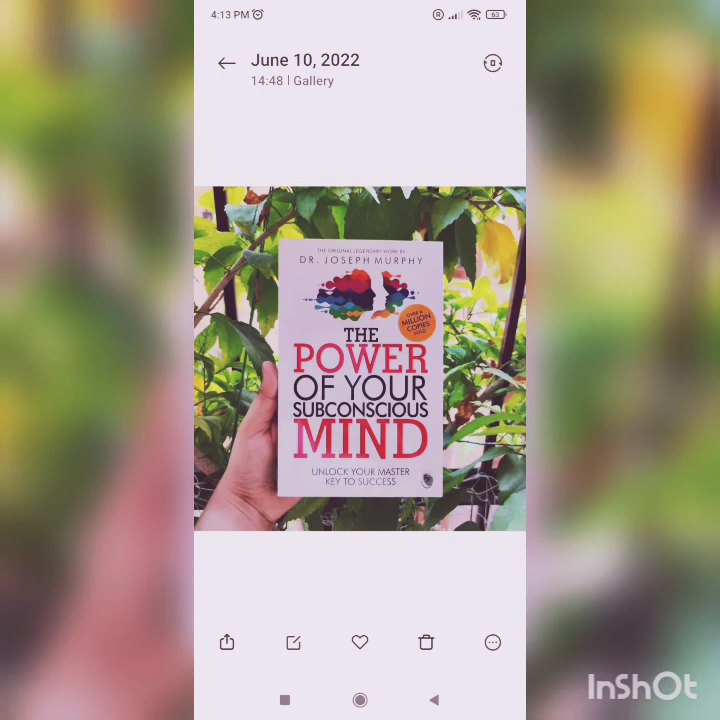 4:13 PM
R
63
June 10, 2022
14:48 | Gallery
THE ORIGINAL LEGENDARY WORK BY
DR. JOSEPH MURPHY
OVER A
MILLION
COPIES
SOLD
THE
POWER
OF YOUR
SUBCONSCIOUS
MIND
UNLOCK YOUR MASTER
KEY TO SUCCESS
InShOt